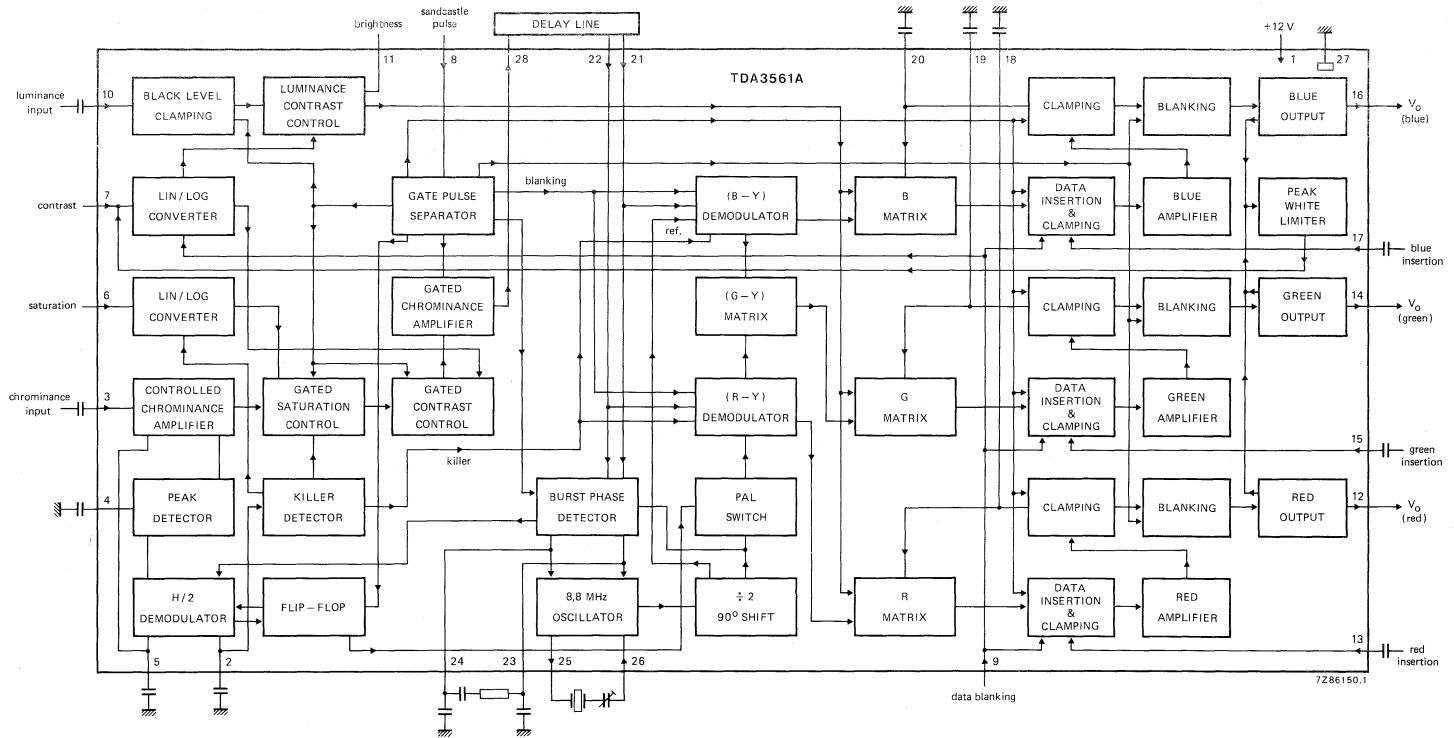 brightness
sandcastle
pulse
DELAY LINE
+12 V
11
8
28
22
21
20
19
18
1
27
TDA3561A
luminance
input
10
BLACK LEVEL
CLAMPING
LUMINANCE
CONTRAST
CONTROL
CLAMPING
BLANKING
BLUE
OUTPUT
16
VO
(blue)
contrast
7
LIN/LOG
CONVERTER
GATE PULSE
SEPARATOR
blanking
ref.
(B–Y)
DEMODULATOR
B
MATRIX
DATA
INSERTION
&
CLAMPING
BLUE
AMPLIFIER
PEAK
WHITE
LIMITER
17
blue
insertion
saturation
6
LIN/LOG
CONVERTER
GATED
CHROMINANCE
AMPLIFIER
(G–Y)
MATRIX
CLAMPING
BLANKING
GREEN
OUTPUT
14
VO
(green)
chrominance
input
3
CONTROLLED
CHROMINANCE
AMPLIFIER
GATED
SATURATION
CONTROL
GATED
CONTRAST
CONTROL
(R–Y)
DEMODULATOR
G
MATRIX
DATA
INSERTION
&
CLAMPING
GREEN
AMPLIFIER
15
green
insertion
killer
4
PEAK
DETECTOR
KILLER
DETECTOR
BURST PHASE
DETECTOR
PAL
SWITCH
CLAMPING
BLANKING
RED
OUTPUT
12
VO
(red)
H/2
DEMODULATOR
FLIP–FLOP
8,8 MHz
OSCILLATOR
÷ 2
90° SHIFT
R
MATRIX
DATA
INSERTION
&
CLAMPING
RED
AMPLIFIER
13
red
insertion
5
2
24
23
25
26
9
data blanking
7Z86150.1